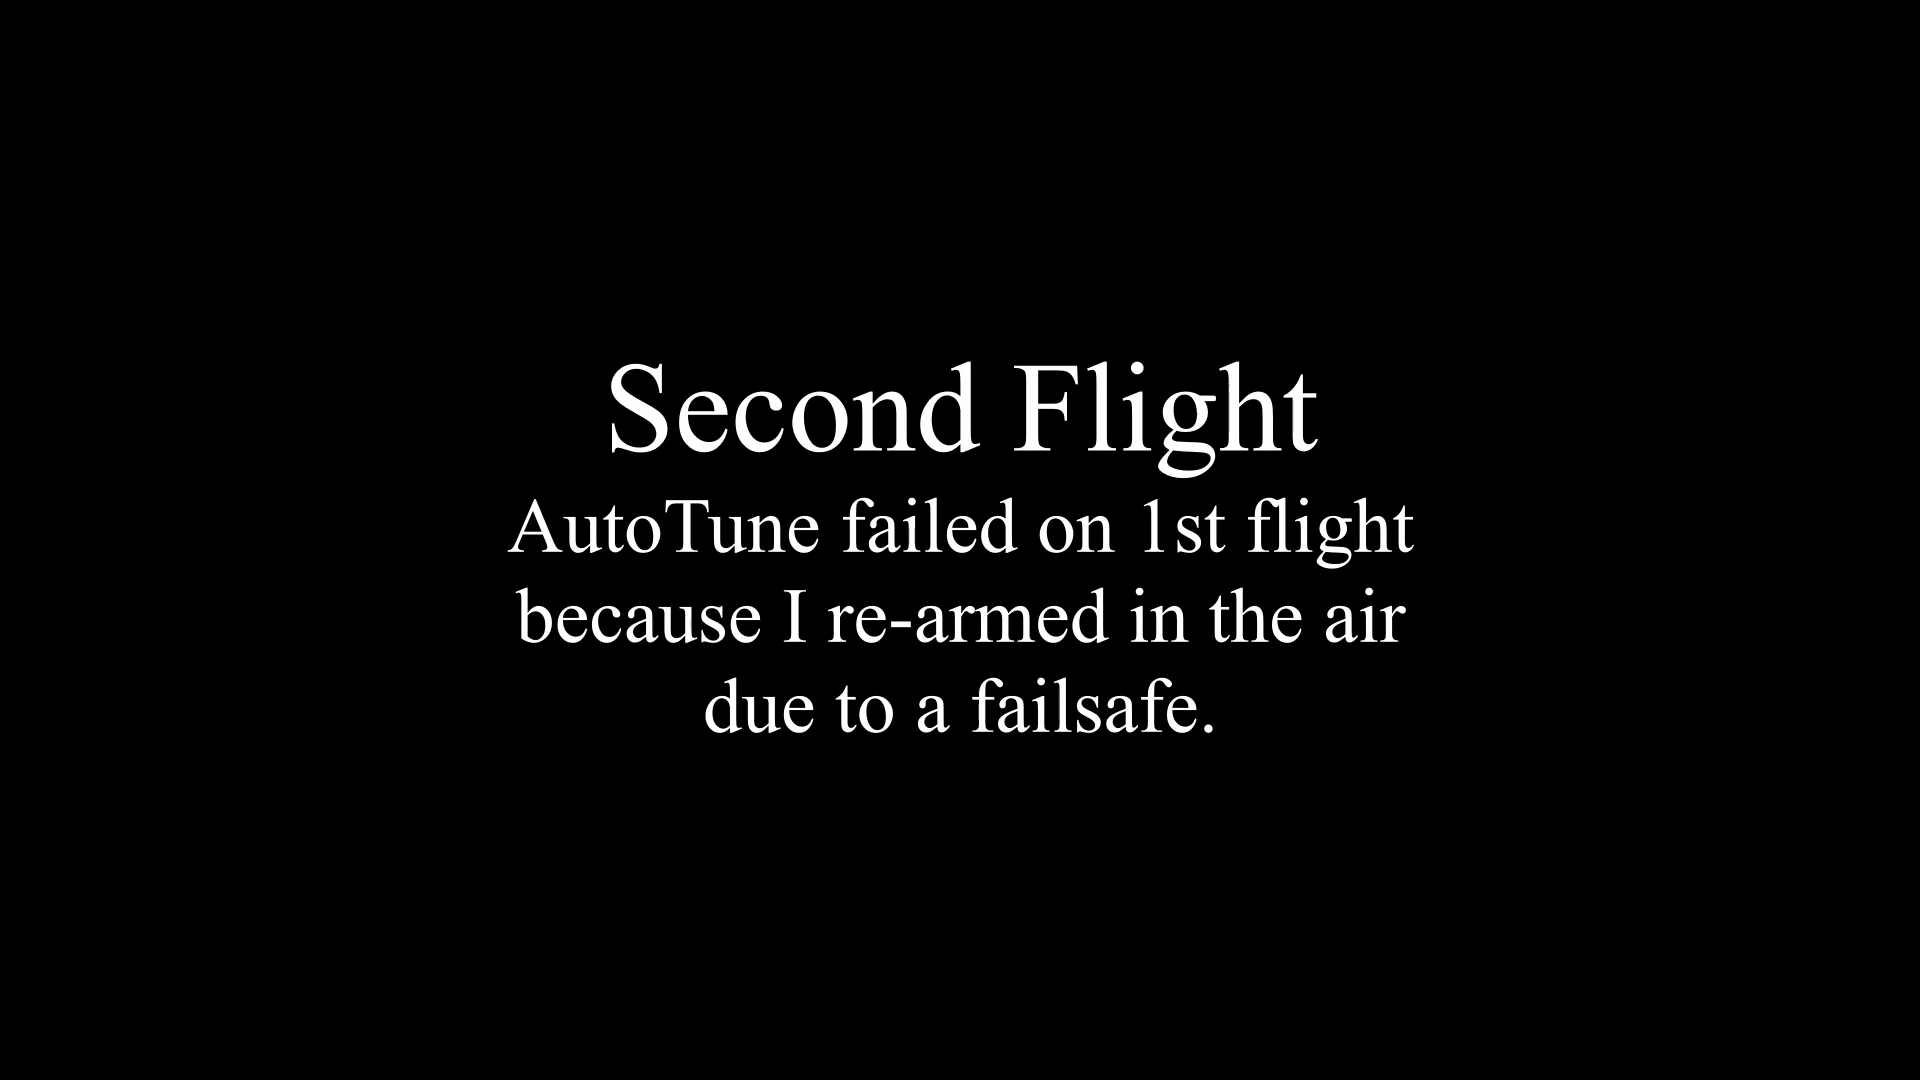 Second Flight
AutoTune failed on 1st flight
because I re-armed in the air
due to a failsafe.